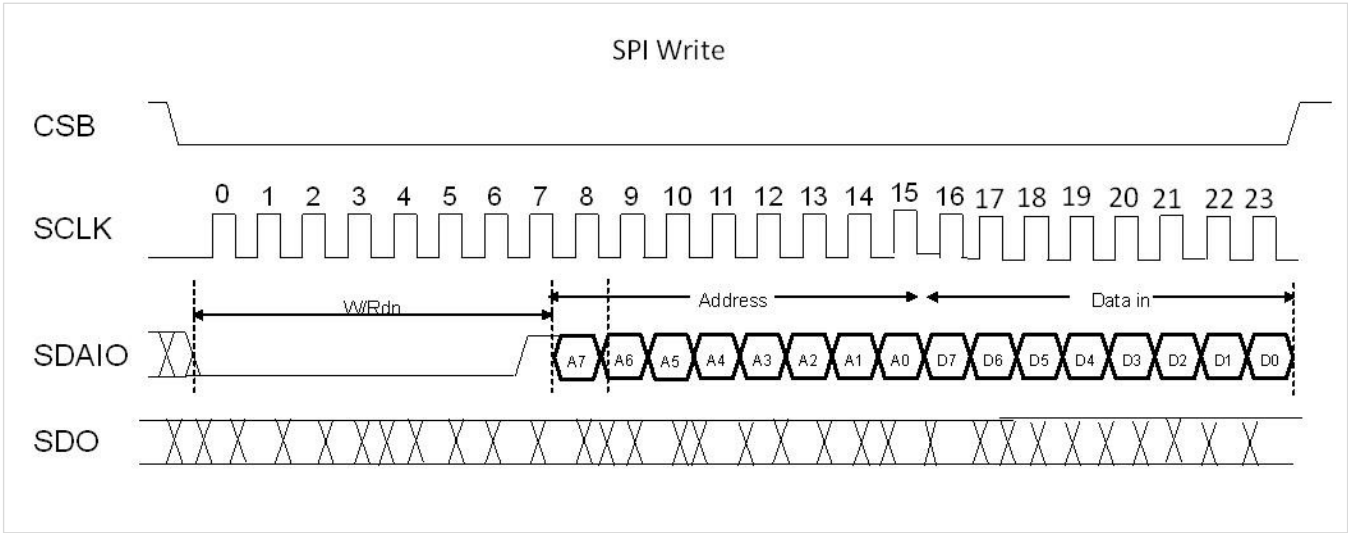 SPI Write
CSB
0 1 2 3 4 5 6 7 8 9 10 11 12 13 14 15 16 17 18 19 20 21 22 23
SCLK
W/Rdn Address Data in
SDAIO A7 A6 A5 A4 A3 A2 A1 A0 D7 D6 D5 D4 D3 D2 D1 D0
SDO